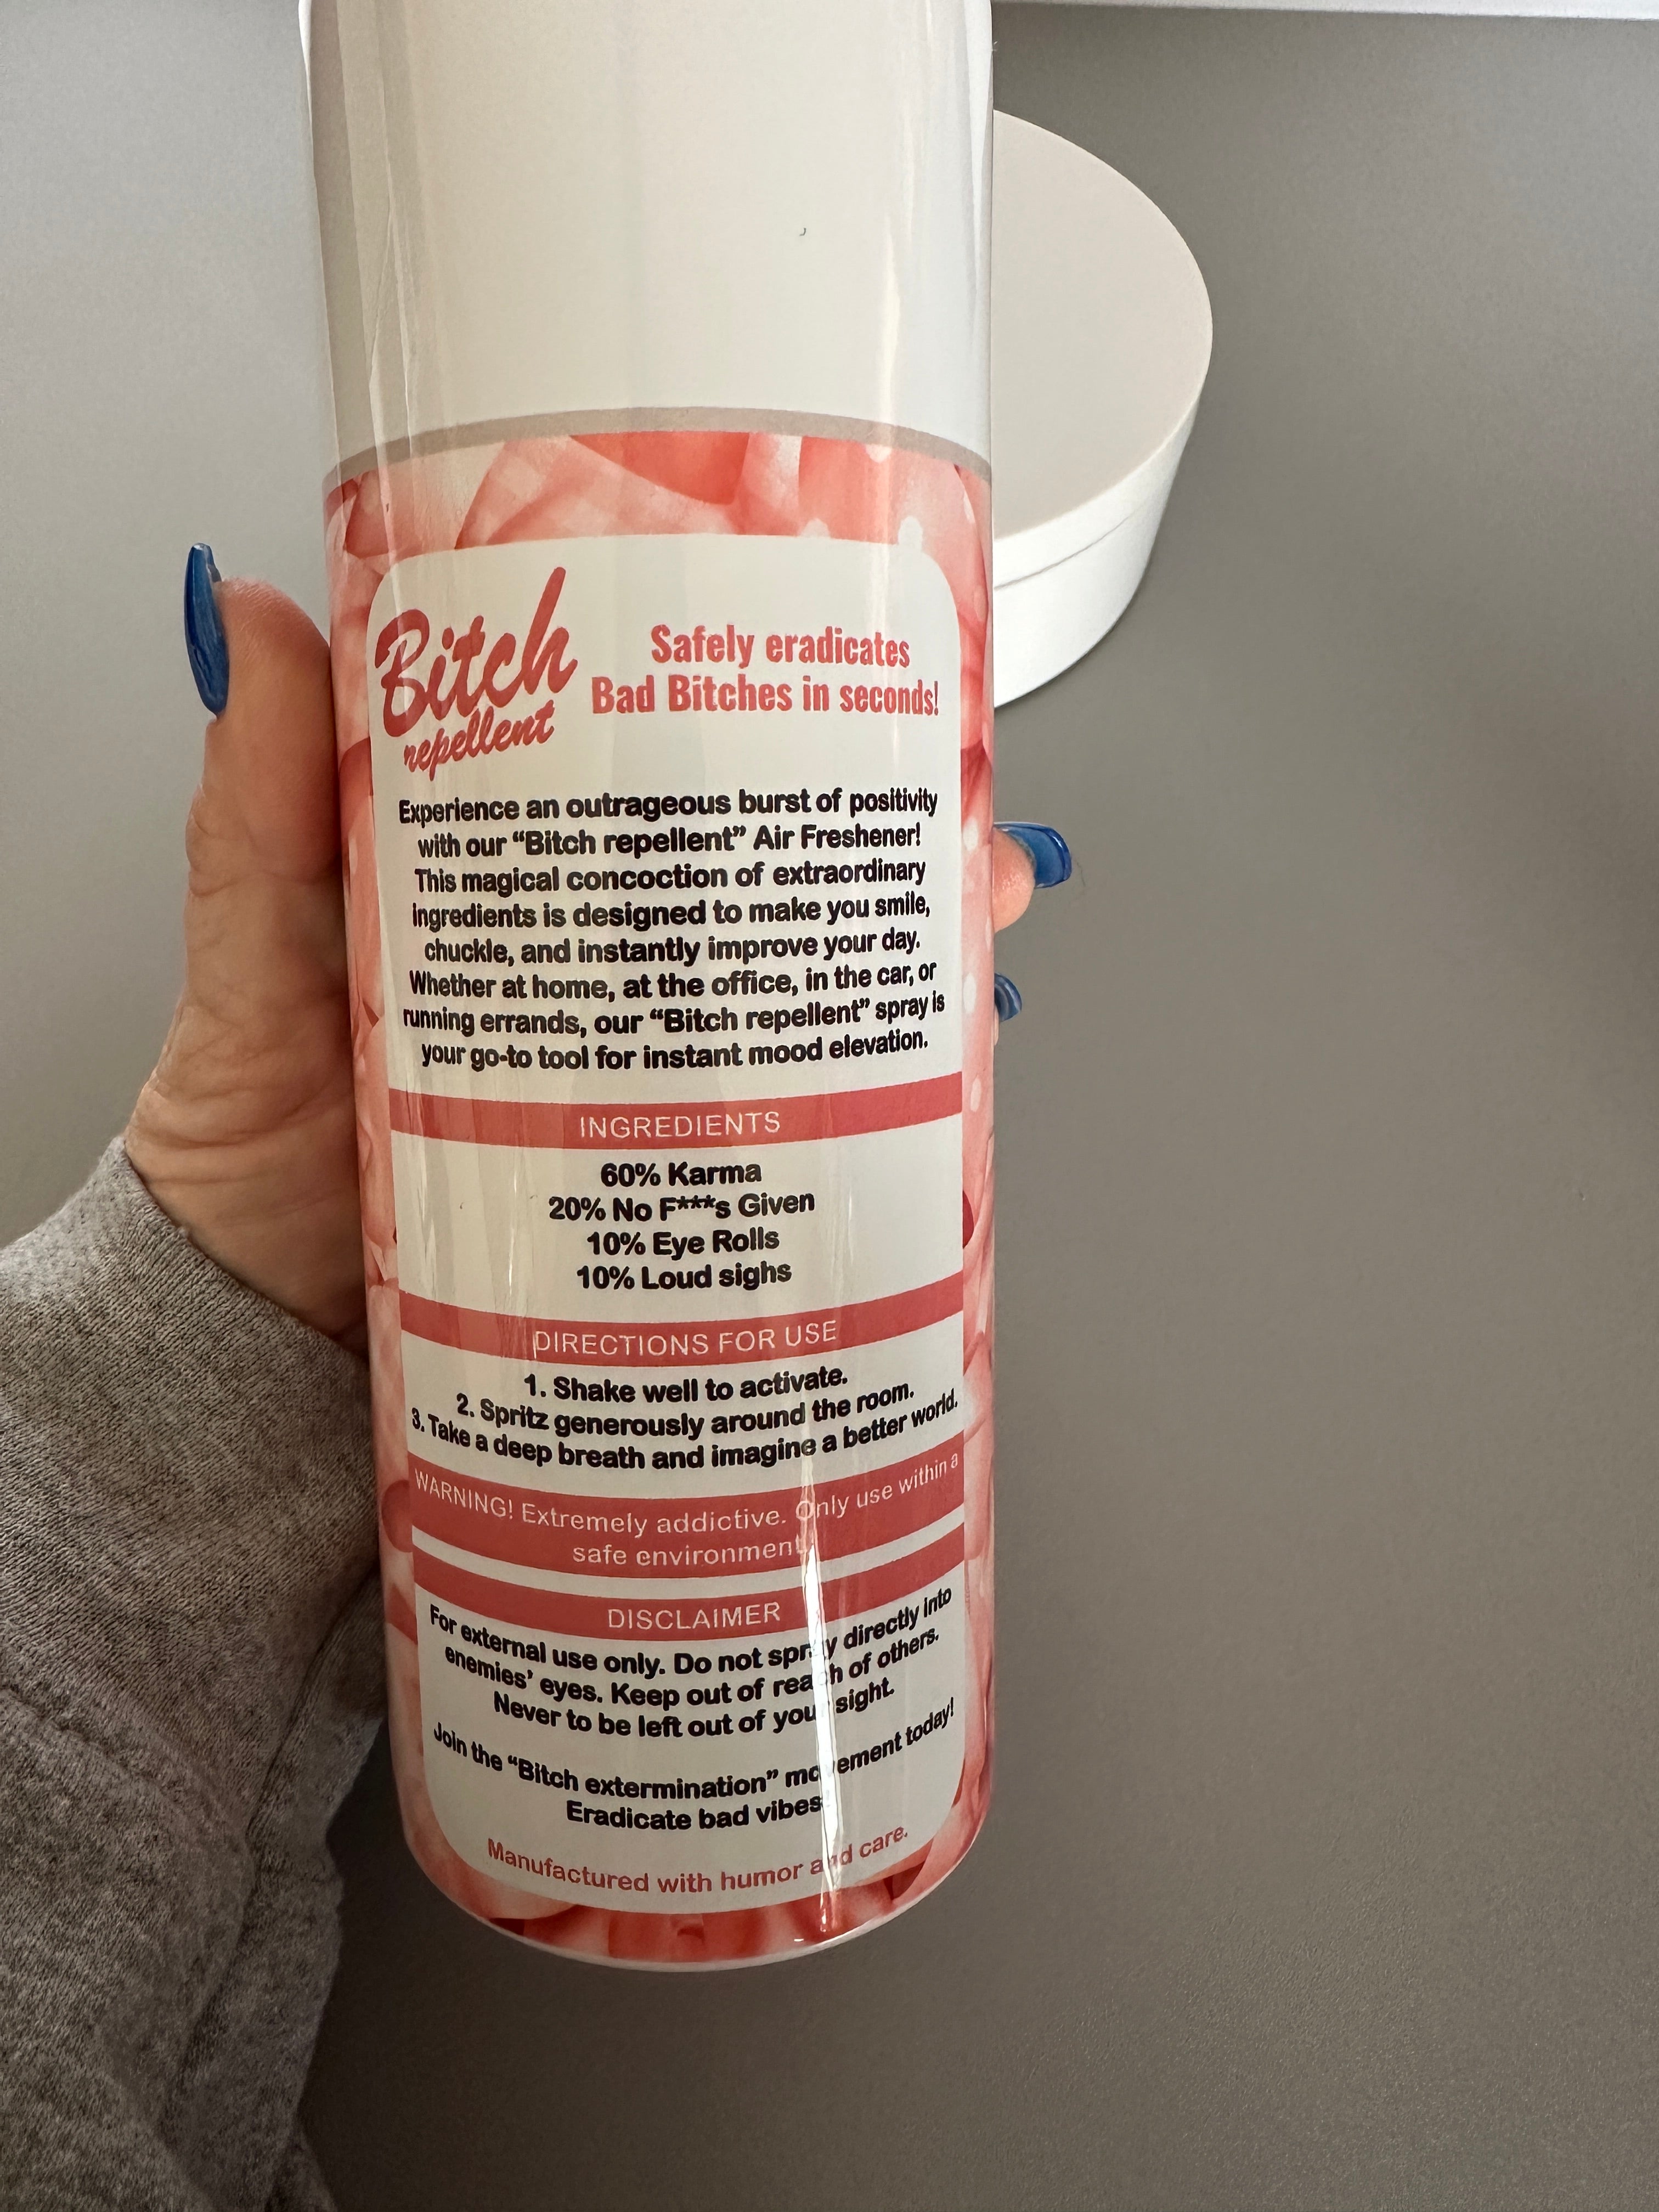 Bitch
repellent
Safely eradicates
Bad Bitches in seconds!
Experience an outrageous burst of positivity
with our “Bitch repellent” Air Freshener!
This magical concoction of extraordinary
ingredients is designed to make you smile,
chuckle, and instantly improve your day.
Whether at home, at the office, in the car, or
running errands, our “Bitch repellent” spray is
your go-to tool for instant mood elevation.
INGREDIENTS
60% Karma
20% No F***s Given
10% Eye Rolls
10% Loud sighs
DIRECTIONS FOR USE
1. Shake well to activate.
2. Spritz generously around the room.
3. Take a deep breath and imagine a better world.
WARNING! Extremely addictive. Only use within a
safe environment.
DISCLAIMER
For external use only. Do not spray directly into
enemies’ eyes. Keep out of reach of others.
Never to be left out of your sight.
Join the “Bitch extermination” movement today!
Eradicate bad vibes
Manufactured with humor and care.